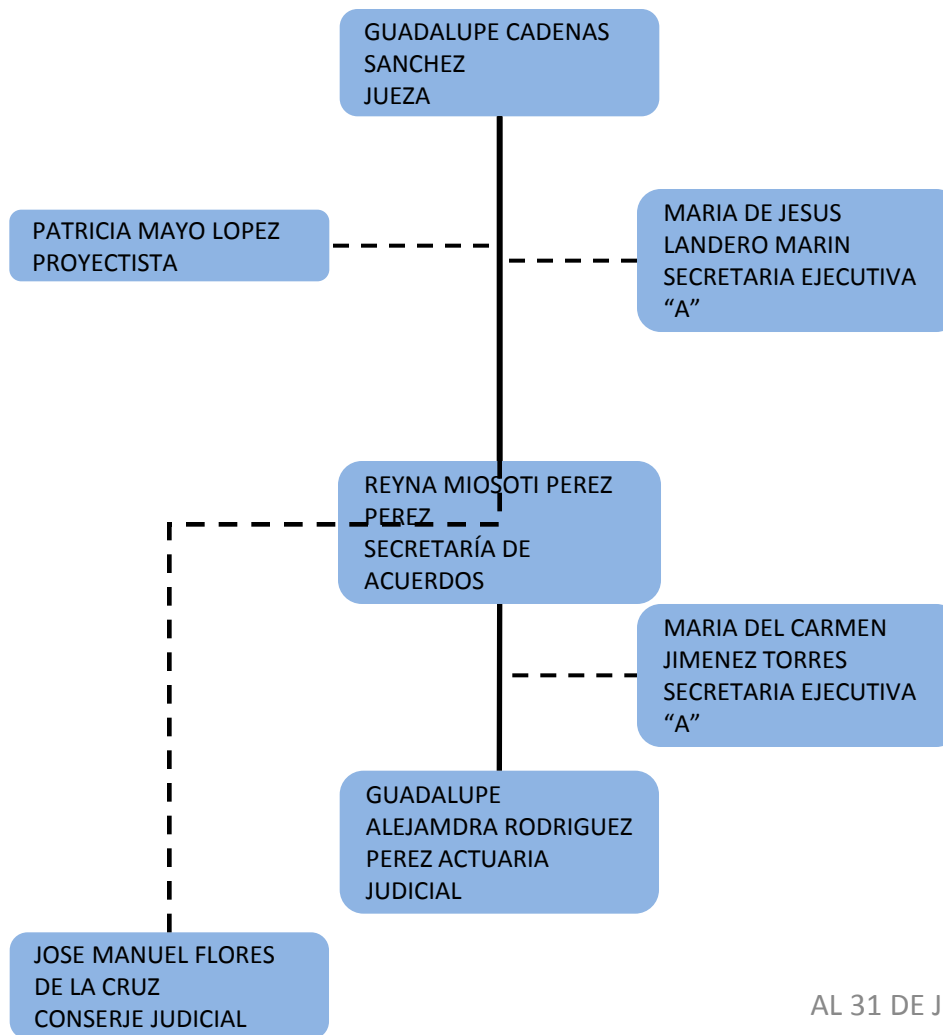 GUADALUPE CADENAS
SANCHEZ
JUEZA
PATRICIA MAYO LOPEZ
PROYECTISTA
MARIA DE JESUS
LANDERO MARIN
SECRETARIA EJECUTIVA
“A”
REYNA MIOSOTI PEREZ
PEREZ
SECRETARÍA DE
ACUERDOS
MARIA DEL CARMEN
JIMENEZ TORRES
SECRETARIA EJECUTIVA
“A”
GUADALUPE
ALEJAMDRA RODRIGUEZ
PEREZ ACTUARIA
JUDICIAL
JOSE MANUEL FLORES
DE LA CRUZ
CONSERJE JUDICIAL
AL 31 DE J